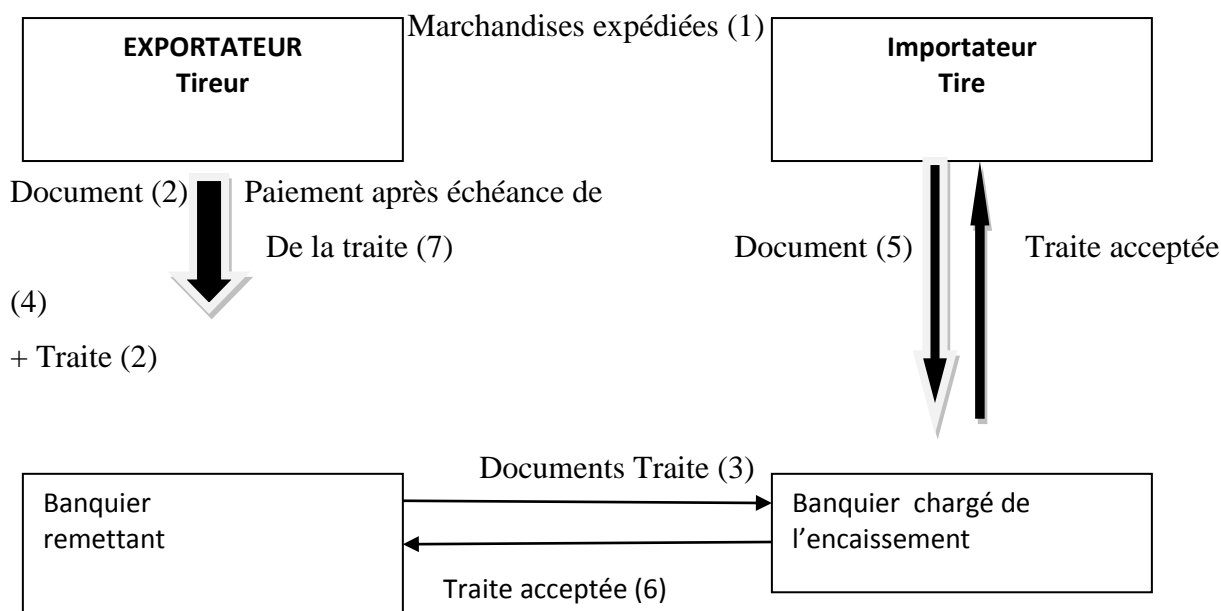 Marchandises expédiées (1)
EXPORTATEUR
Tireur
Importateur
Tire
Document (2)
Paiement après échéance de
De la traite (7)
Document (5)
Traite acceptée
(4)
+ Traite (2)
Documents Traite (3)
Banquier
remettant
Banquier  chargé de
l’encaissement
Traite acceptée (6)